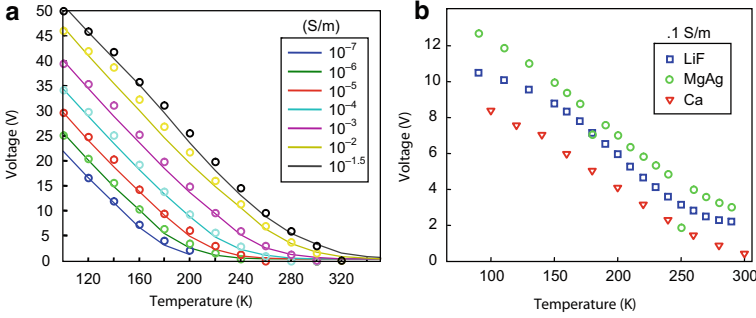 a
(S/m)
10⁻⁷
10⁻⁶
10⁻⁵
10⁻⁴
10⁻³
10⁻²
10⁻¹·⁵
50
45
40
35
30
25
20
15
10
5
0
Voltage (V)
120 160 200 240 280 320
Temperature (K)
b
.1 S/m
LiF
MgAg
Ca
12
10
8
6
4
2
0
Voltage (V)
100 150 200 250 300
Temperature (K)